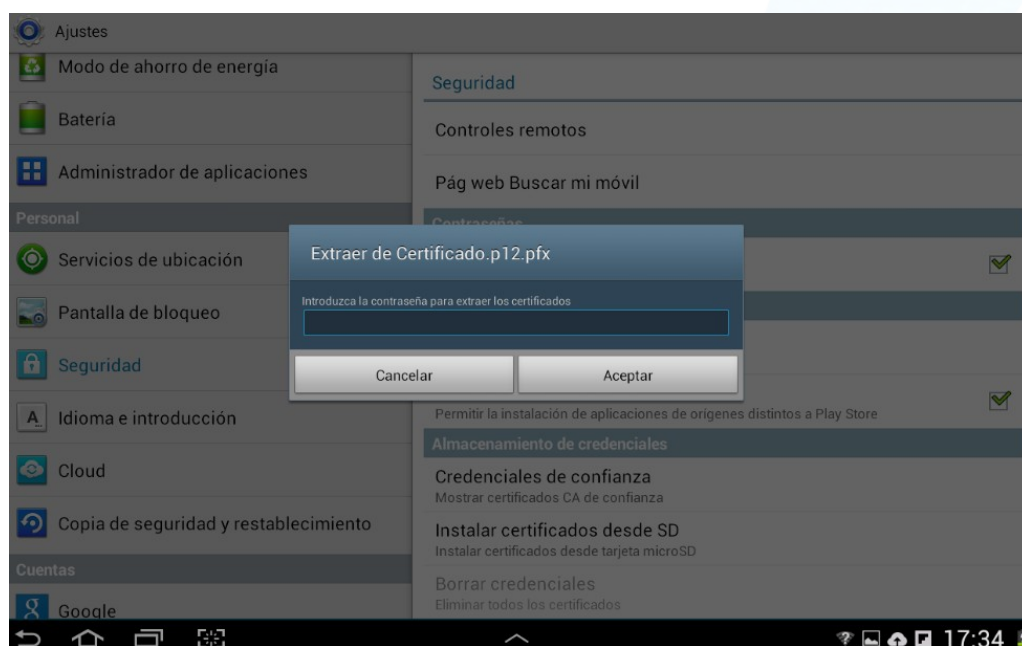 Ajustes
Modo de ahorro de energía
Batería
Administrador de aplicaciones
Personal
Servicios de ubicación
Pantalla de bloqueo
Seguridad
Idioma e introducción
Cloud
Copia de seguridad y restablecimiento
Cuentas
Google
Seguridad
Controles remotos
Pág web Buscar mi móvil
Contraseñas
Extraer de Certificado.p12.pfx
Introduzca la contraseña para extraer los certificados
Cancelar
Aceptar
Permitir la instalación de aplicaciones de orígenes distintos a Play Store
Almacenamiento de credenciales
Credenciales de confianza
Mostrar certificados CA de confianza
Instalar certificados desde SD
Instalar certificados desde tarjeta microSD
Borrar credenciales
Eliminar todos los certificados
17:34